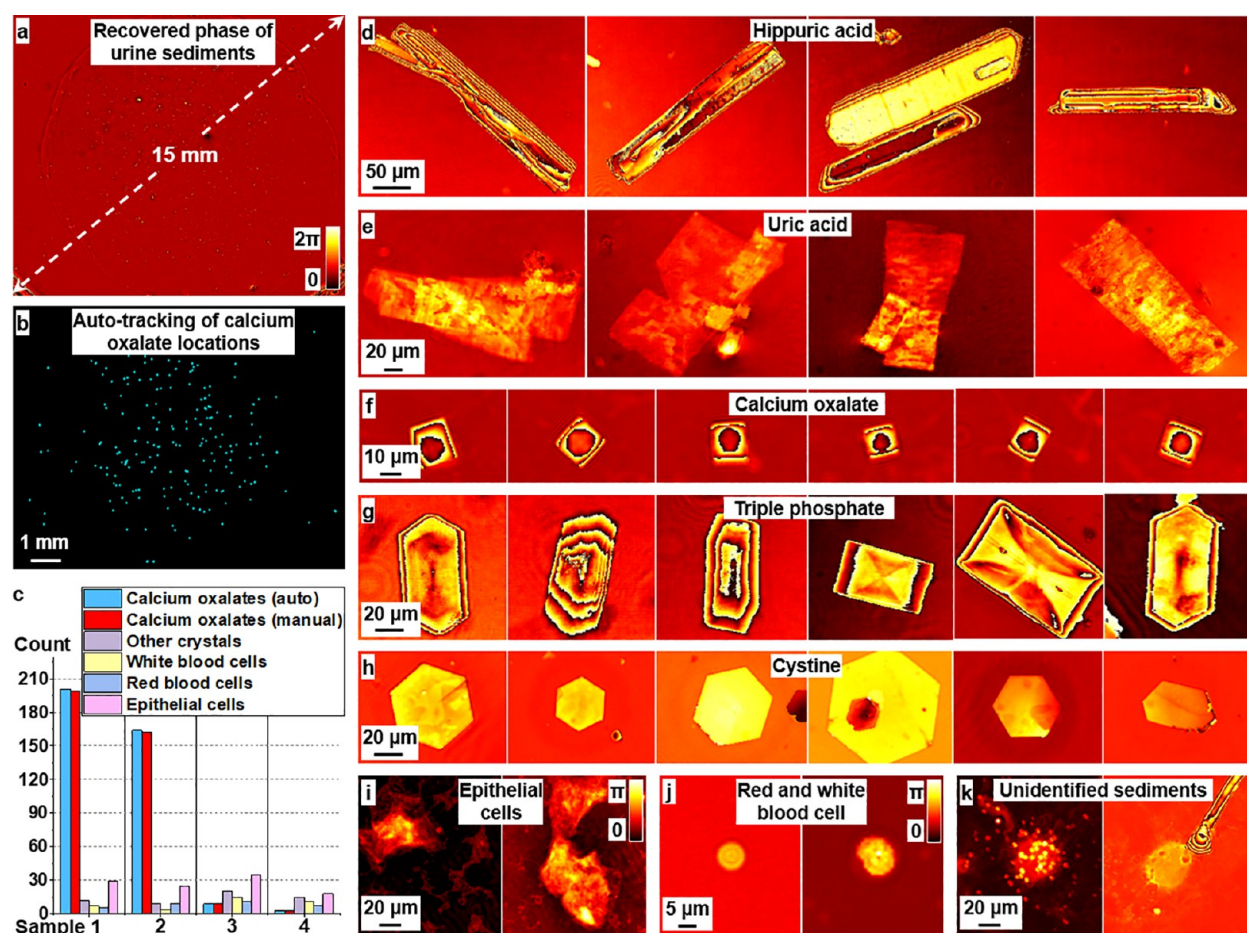 a
Recovered phase of
urine sediments
15 mm
2π
0
b
Auto-tracking of calcium
oxalate locations
1 mm
c
Calcium oxalates (auto)
Calcium oxalates (manual)
Other crystals
White blood cells
Red blood cells
Epithelial cells
Count
210
180
150
120
90
60
30
0
Sample 1 2 3 4
d
Hippuric acid
50 µm
e
Uric acid
20 µm
f
Calcium oxalate
10 µm
g
Triple phosphate
20 µm
h
Cystine
20 µm
i
Epithelial
cells
π
0
20 µm
j
Red and white
blood cell
π
0
5 µm
k
Unidentified sediments
20 µm